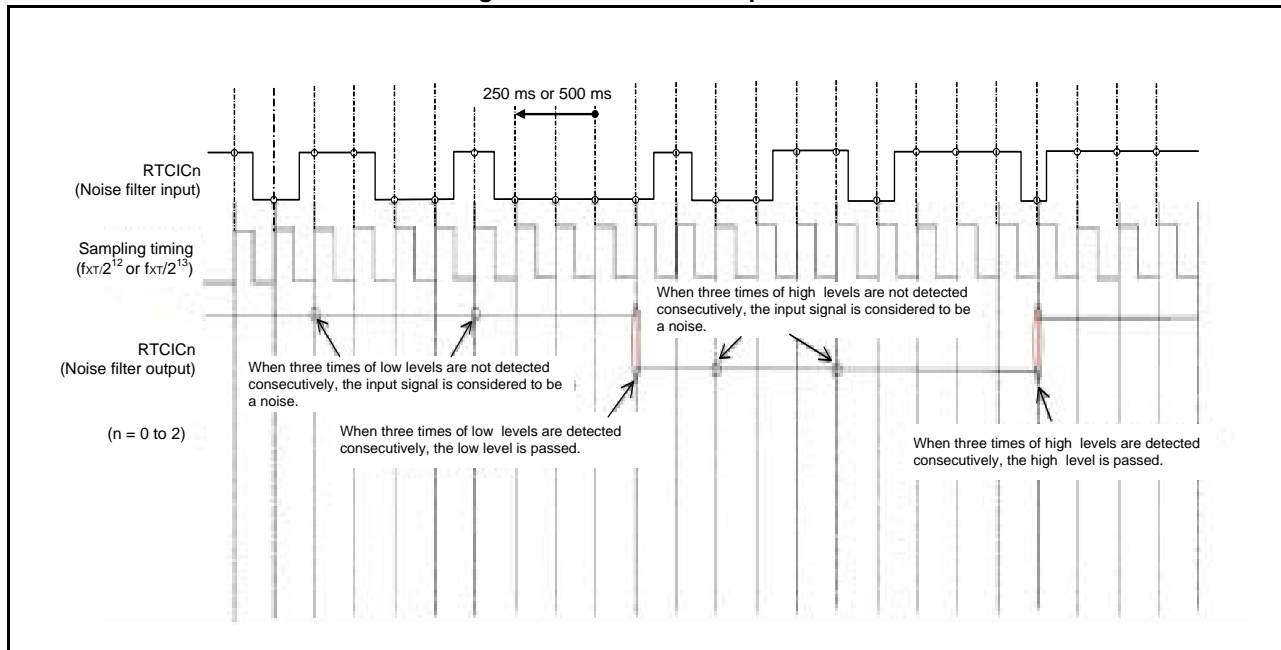 250 ms or 500 ms
RTCICn
(Noise filter input)
Sampling timing
(fXT/2^12 or fXT/2^13)
When three times of high levels are not detected
consecutively, the input signal is considered to be
a noise.
RTCICn
(Noise filter output)
When three times of low levels are not detected
consecutively, the input signal is considered to be
a noise.
(n = 0 to 2)
When three times of low levels are detected
consecutively, the low level is passed.
When three times of high levels are detected
consecutively, the high level is passed.